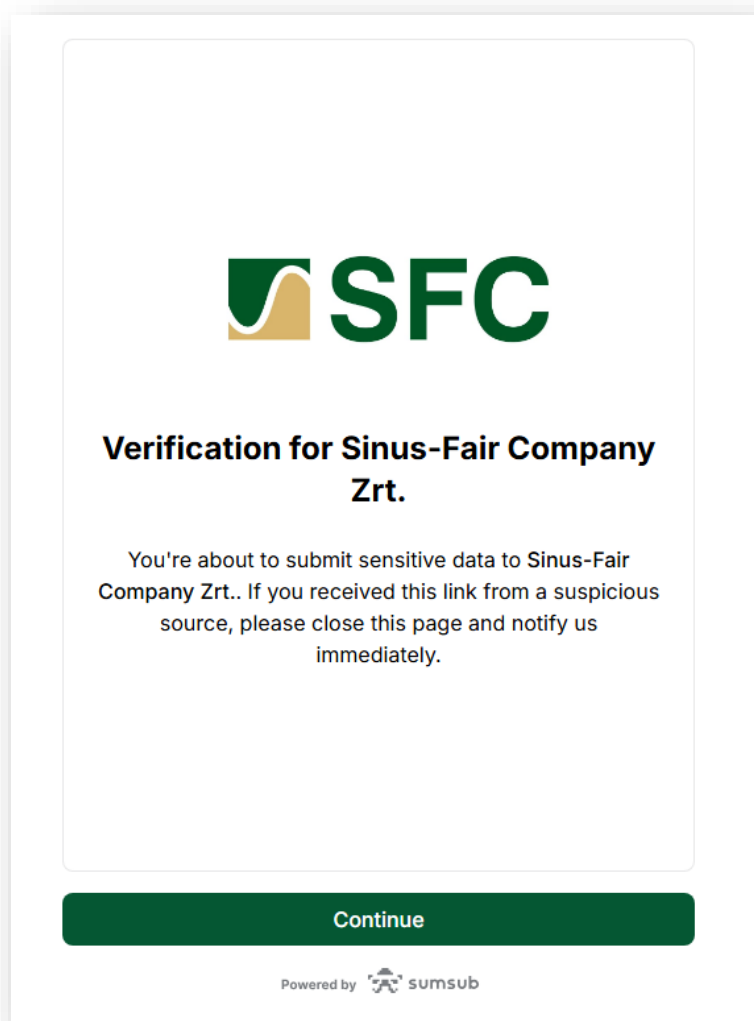 SFC
Verification for Sinus-Fair Company
Zrt.
You're about to submit sensitive data to Sinus-Fair
Company Zrt.. If you received this link from a suspicious
source, please close this page and notify us
immediately.
Continue
Powered by sumsub